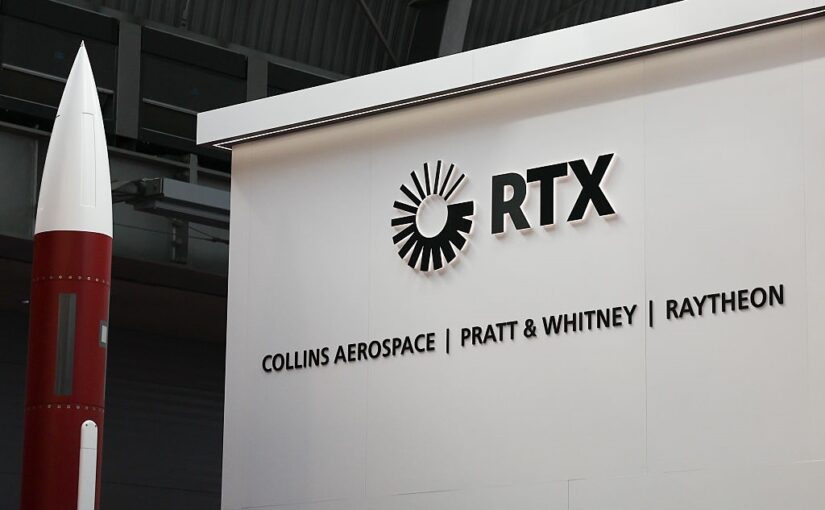 RTX
COLLINS AEROSPACE | PRATT & WHITNEY | RAYTHEON